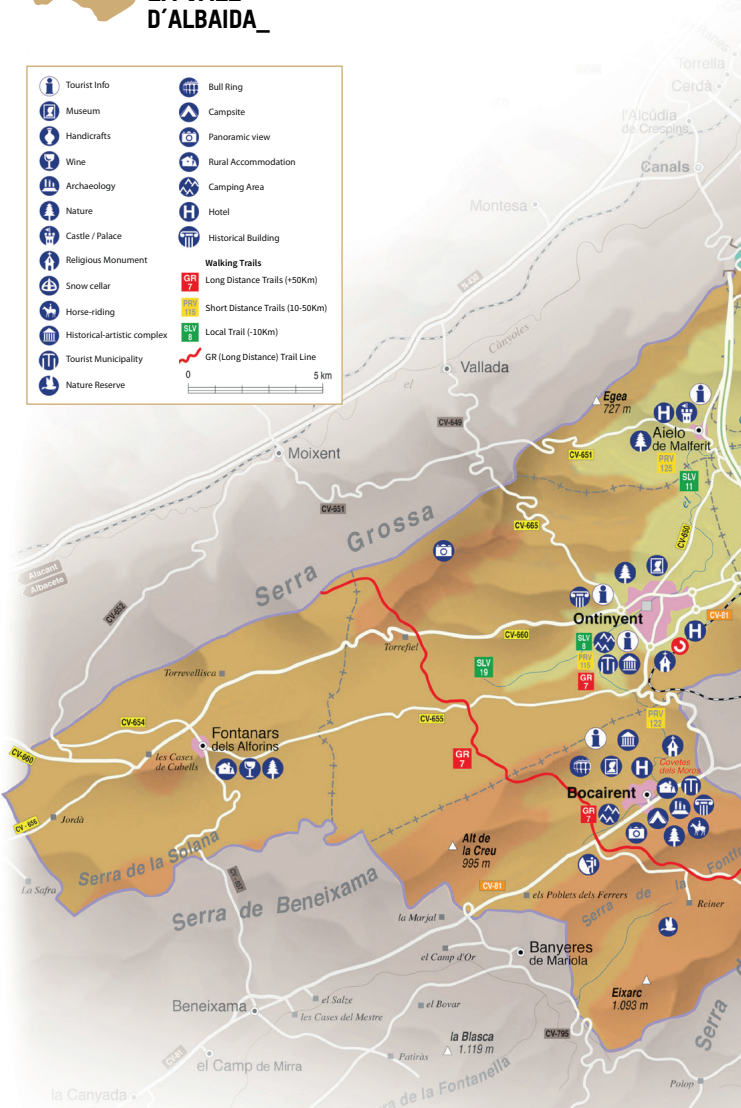 D´ALBAIDA_
Tourist Info
Museum
Handicrafts
Wine
Archaeology
Nature
Castle / Palace
Religious Monument
Snow cellar
Horse-riding
Historical-artistic complex
Tourist Municipality
Nature Reserve
Bull Ring
Campsite
Panoramic view
Rural Accommodation
Camping Area
Hotel
Historical Building
Walking Trails
GR
7
Long Distance Trails (+50Km)
PRV
115
Short Distance Trails (10-50Km)
SLV
8
Local Trail (-10Km)
GR (Long Distance) Trail Line
0
5 km
Torrella
Cerdà
l'Alcúdia
de Crespins
Canals
Montesa
N-430
Cànyoles
el
Vallada
Egea
727 m
Aielo
de Malferit
PRV
125
SLV
11
el
CV-649
CV-651
Moixent
CV-651
Serra Grossa
CV-665
CV-650
Alacant
Albacete
CV-652
Ontinyent
CV-81
CV-660
SLV
8
PRV
115
GR
7
Torrefiel
SLV
19
Torrevellisca
CV-654
CV-655
PRV
122
Fontanars
dels Alforins
les Cases
de Cubells
CV-660
GR
7
Covetes
dels Moros
Bocairent
GR
7
CV - 656
Jordà
Alt de
la Creu
995 m
Serra de la Solana
La Safra
Serra de Beneixama
CV-81
els Poblets dels Ferrers
Serra de la
Reiner
la Marjal
el Camp d'Or
Banyeres
de Mariola
Eixarc
1.093 m
Serra
Beneixama
el Salze
les Cases del Mestre
el Bovar
la Blasca
1.119 m
CV-795
CV-81
el Camp de Mirra
Patiràs
de la Fontanella
Polop
la Canyada